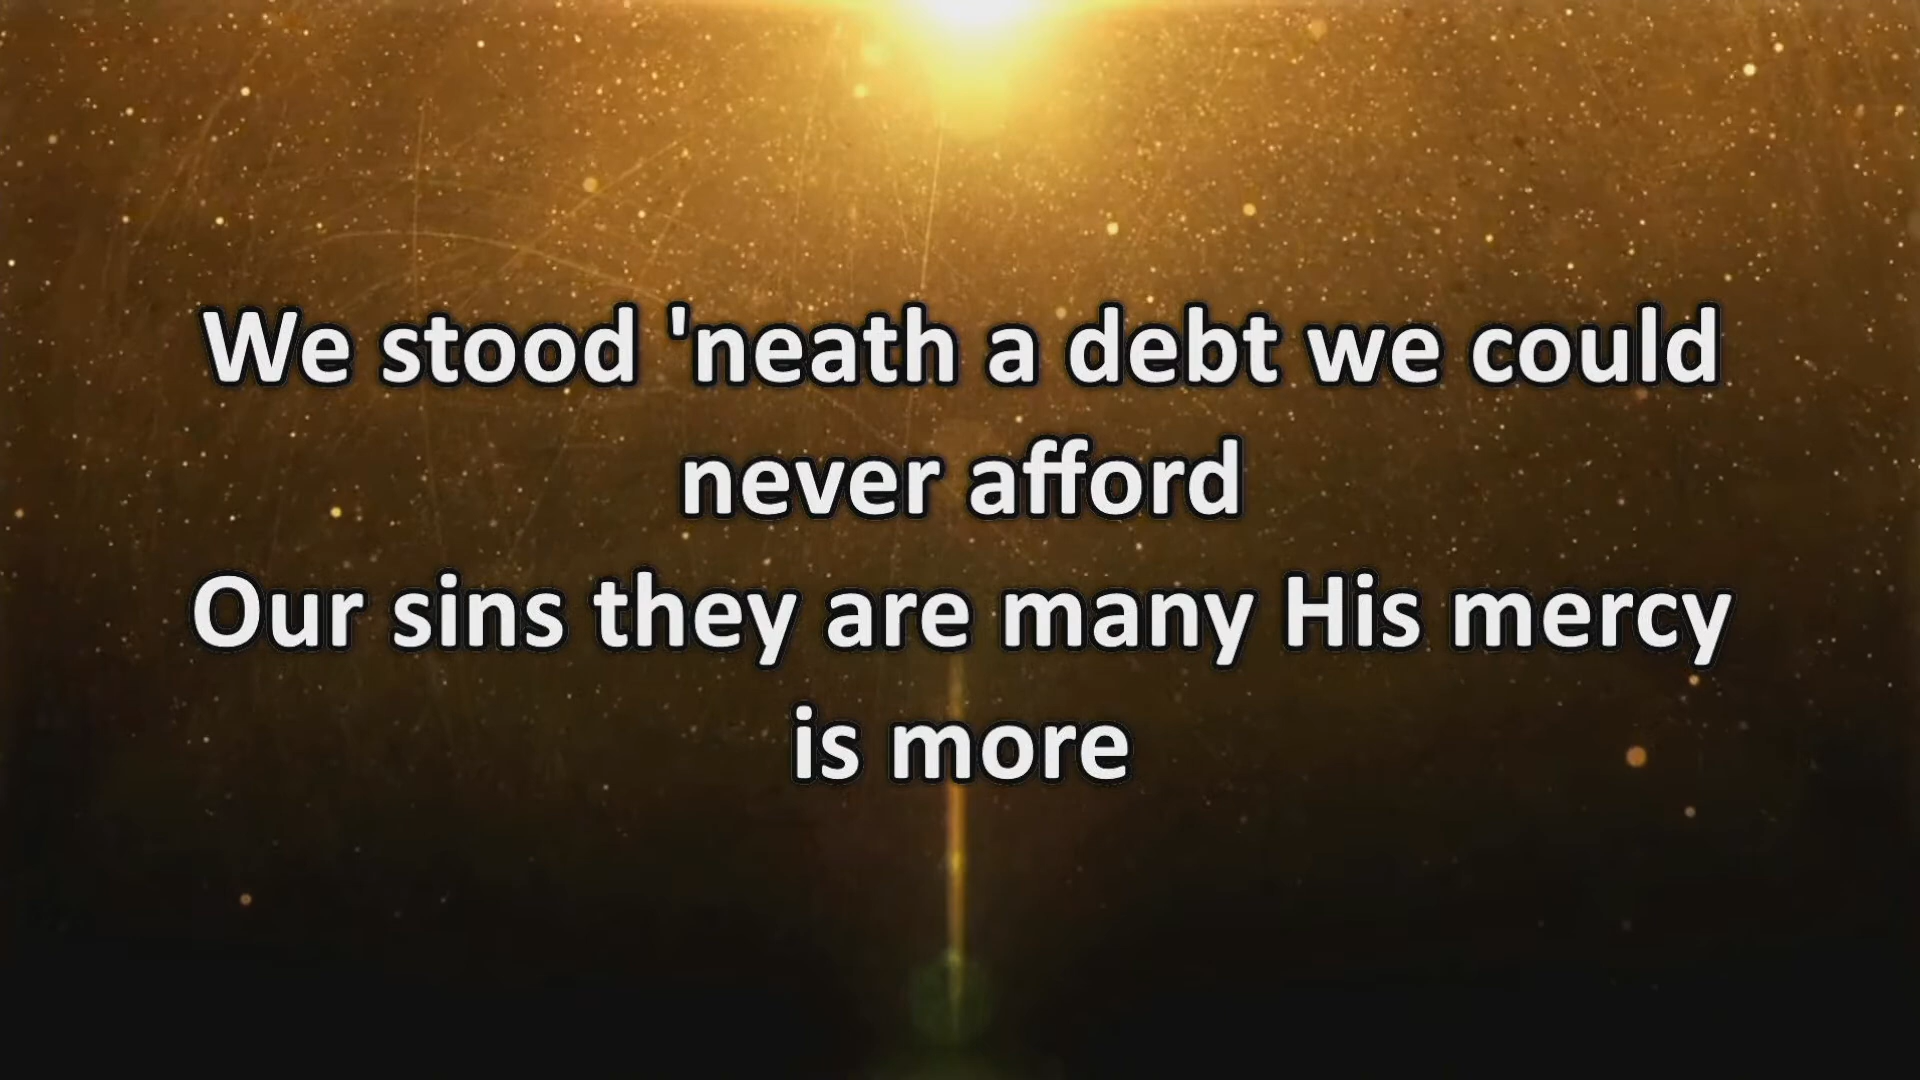 We stood 'neath a debt we could
never afford
Our sins they are many His mercy
is more